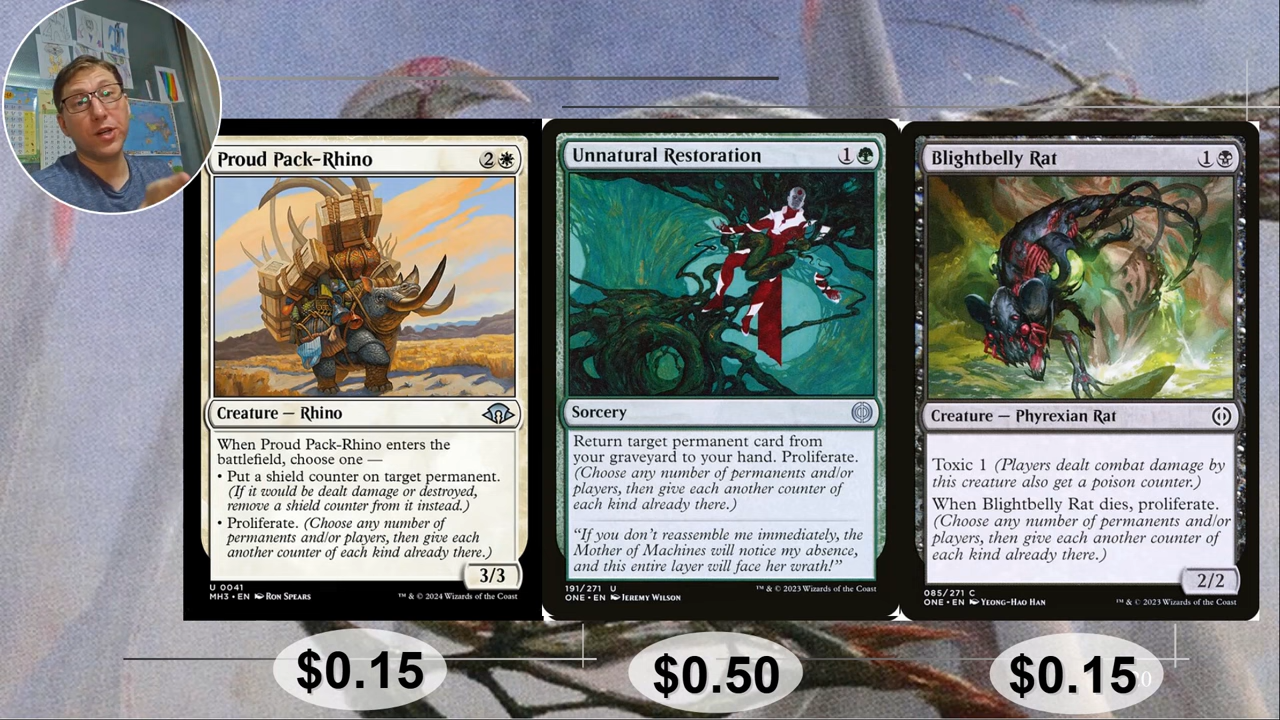 Proud Pack-Rhino 2
Creature — Rhino
When Proud Pack-Rhino enters the
battlefield, choose one —
• Put a shield counter on target permanent.
(If it would be dealt damage or destroyed,
remove a shield counter from it instead.)
• Proliferate. (Choose any number of
permanents and/or players, then give each
another counter of each kind already there.)
3/3
U 0041
MH3 • EN Ron Spears
™ & © 2024 Wizards of the Coast
$0.15
Unnatural Restoration 1
Sorcery
Return target permanent card from
your graveyard to your hand. Proliferate.
(Choose any number of permanents and/or
players, then give each another counter of
each kind already there.)
“If you don’t reassemble me immediately, the
Mother of Machines will notice my absence,
and this entire layer will face her wrath!”
191/271 U
ONE • EN Jeremy Wilson
™ & © 2023 Wizards of the Coast
$0.50
Blightbelly Rat 1
Creature — Phyrexian Rat
Toxic 1 (Players dealt combat damage by
this creature also get a poison counter.)
When Blightbelly Rat dies, proliferate.
(Choose any number of permanents and/or
players, then give each another counter of
each kind already there.)
2/2
085/271 C
ONE • EN Yeong-Hao Han
™ & © 2023 Wizards of the Coast
$0.15